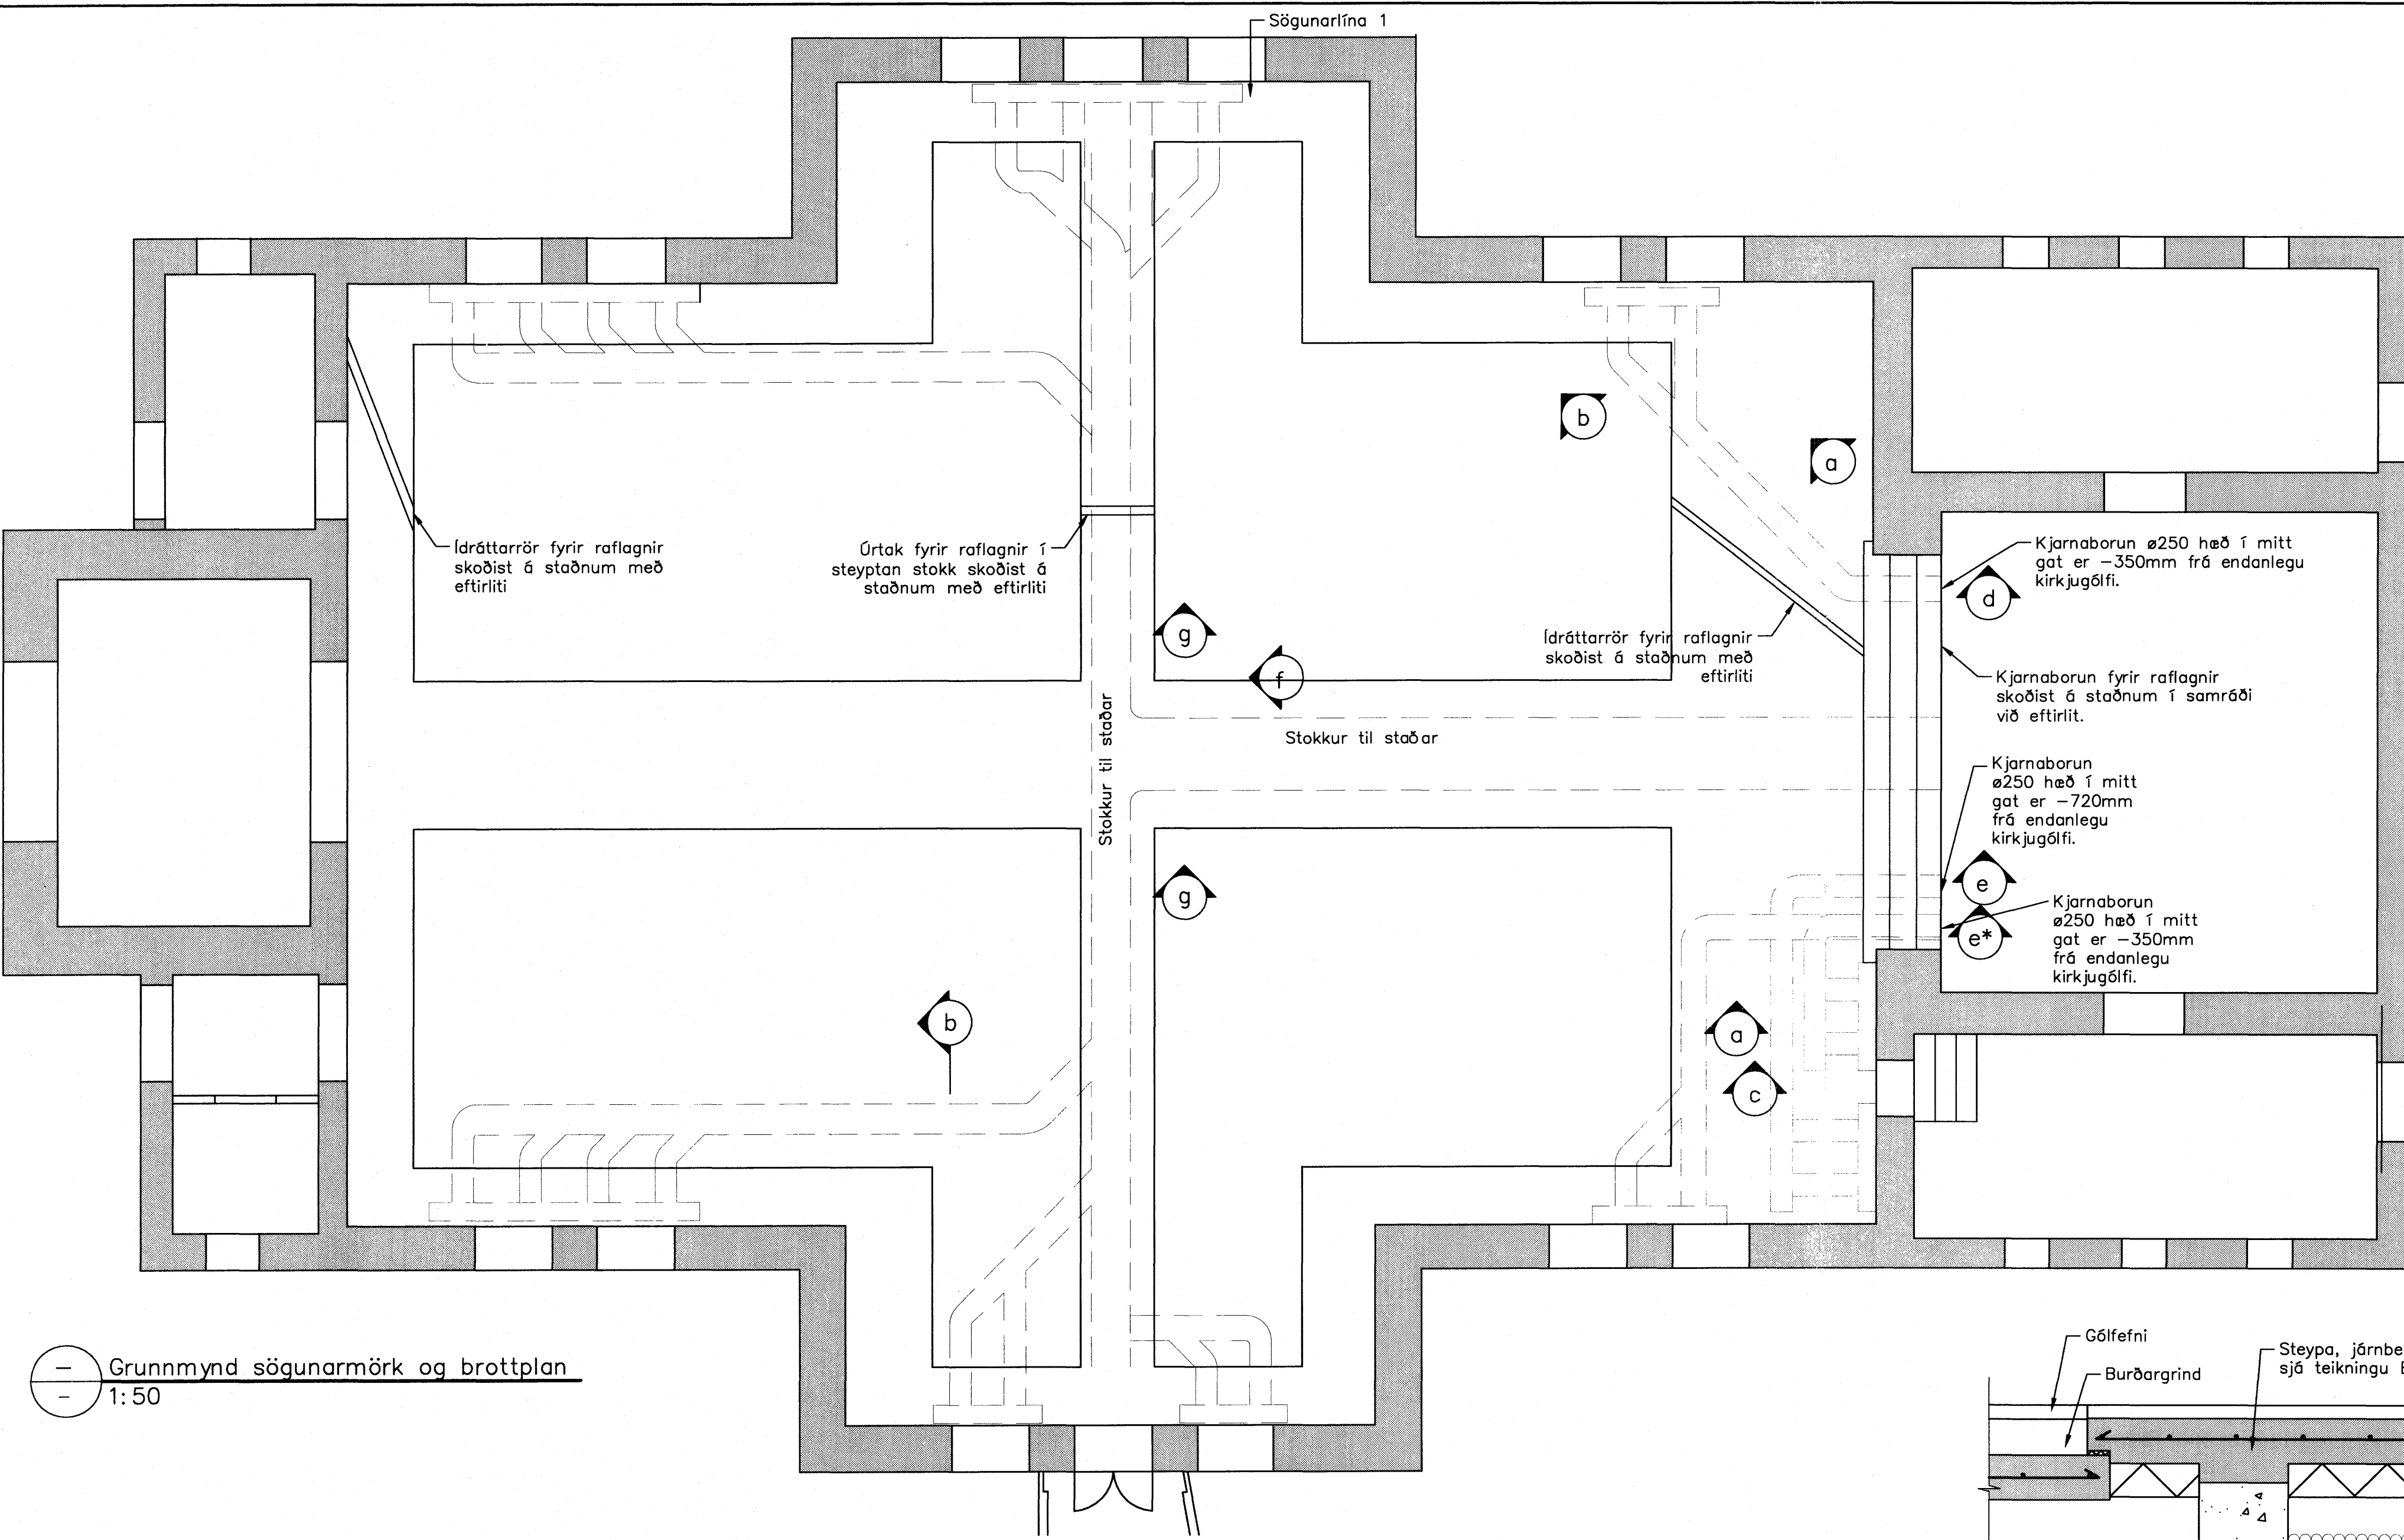 Sögunarlína 1
b
a
Ídráttarrör fyrir raflagnir
skoðist á staðnum með
eftirliti
Úrtak fyrir raflagnir í
steyptan stokk skoðist á
staðnum með eftirliti
Kjarnaborun ø250 hæð í mitt
gat er -350mm frá endanlegu
kirkjugólfi.
d
g
f
Ídráttarrör fyrir raflagnir
skoðist á staðnum með
eftirliti
Kjarnaborun fyrir raflagnir
skoðist á staðnum í samráði
við eftirlit.
Stokkur til staðar
Stokkur til staðar
Kjarnaborun
ø250 hæð í mitt
gat er -720mm
frá endanlegu
kirkjugólfi.
g
e
e*
Kjarnaborun
ø250 hæð í mitt
gat er -350mm
frá endanlegu
kirkjugólfi.
b
a
c
Grunnmynd sögunarmörk og brottplan
1:50
Gólfefni
Burðargrind
Steypa, járnbe
sjá teikningu